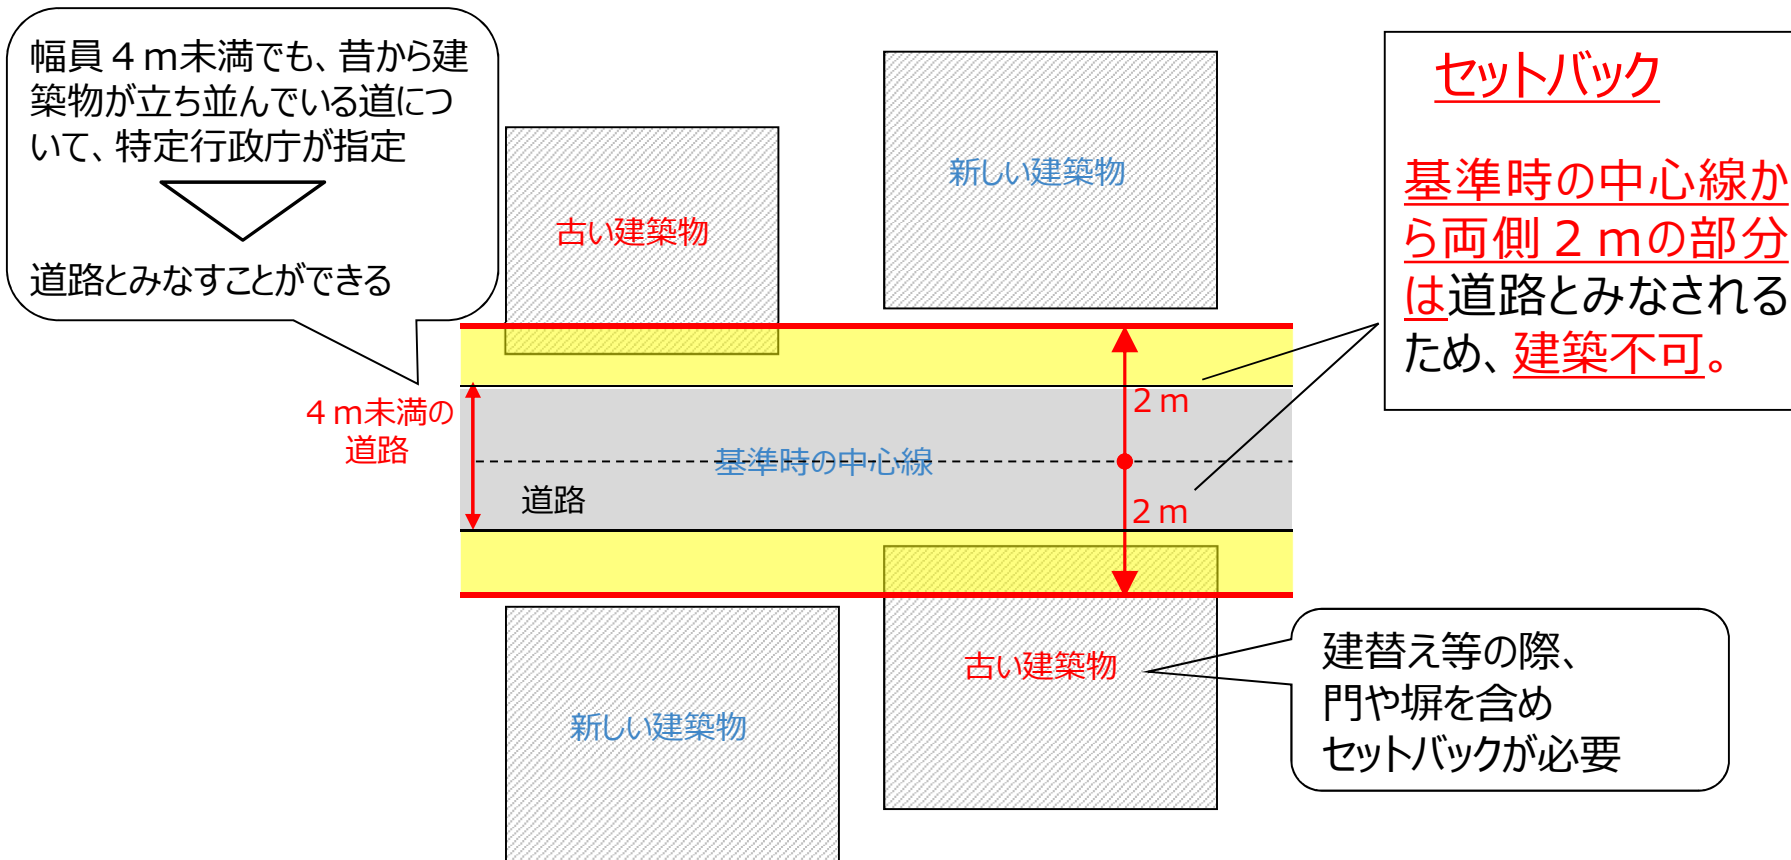 幅員４ｍ未満でも、昔から建
築物が立ち並んでいる道につ
いて、特定行政庁が指定
道路とみなすことができる
古い建築物
新しい建築物
セットバック
基準時の中心線か
ら両側２ｍの部分
は道路とみなされる
ため、建築不可。
４ｍ未満の
道路
２ｍ
基準時の中心線
道路
２ｍ
新しい建築物
古い建築物
建替え等の際、
門や塀を含め
セットバックが必要